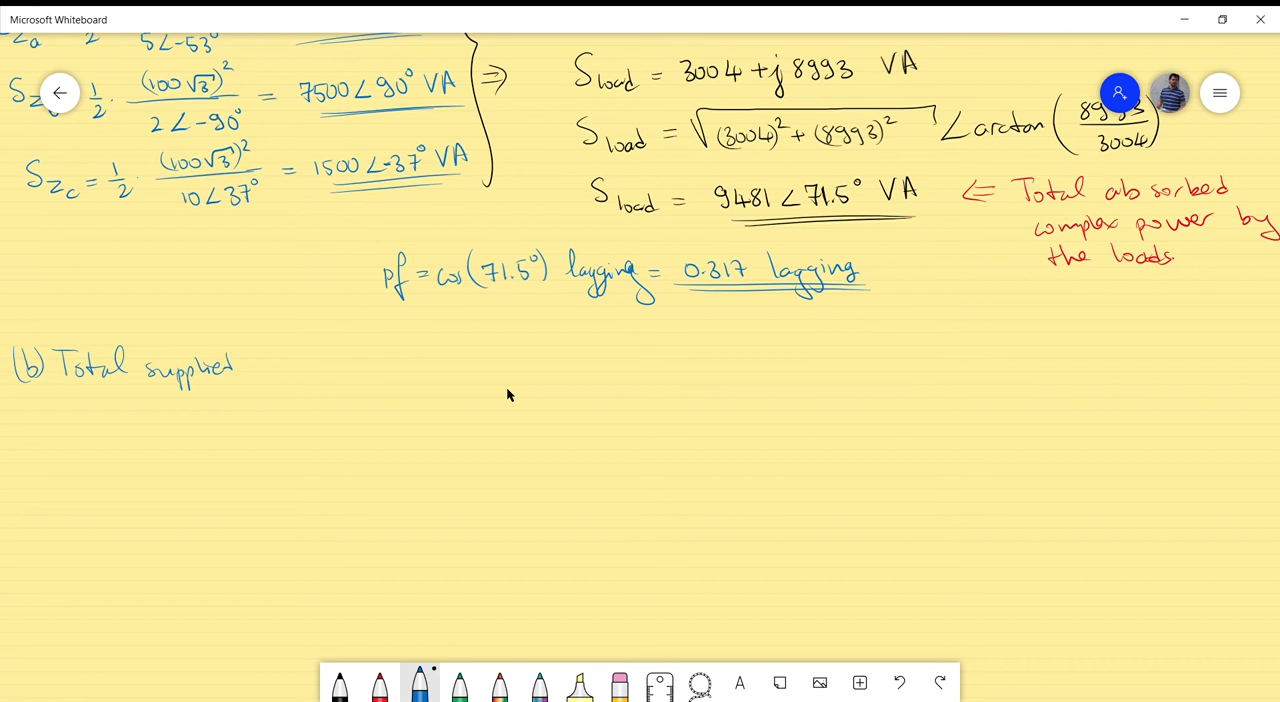 Microsoft Whiteboard
Za 2 5∠-53°
S_Z 1/2 · (100√3)² / 2∠-90° = 7500∠90° VA
S_Zc = 1/2 · (100√3)² / 10∠37° = 1500∠-37° VA
⇒
S_load = 3004 + j 8993 VA
S_load = √((3004)² + (8993)²) ∠arctan(8993/3004)
S_load = 9481∠71.5° VA ⇐ Total absorbed
complex power by
the loads.
pf = cos(71.5°) lagging = 0.317 lagging
(b) Total supplied
A